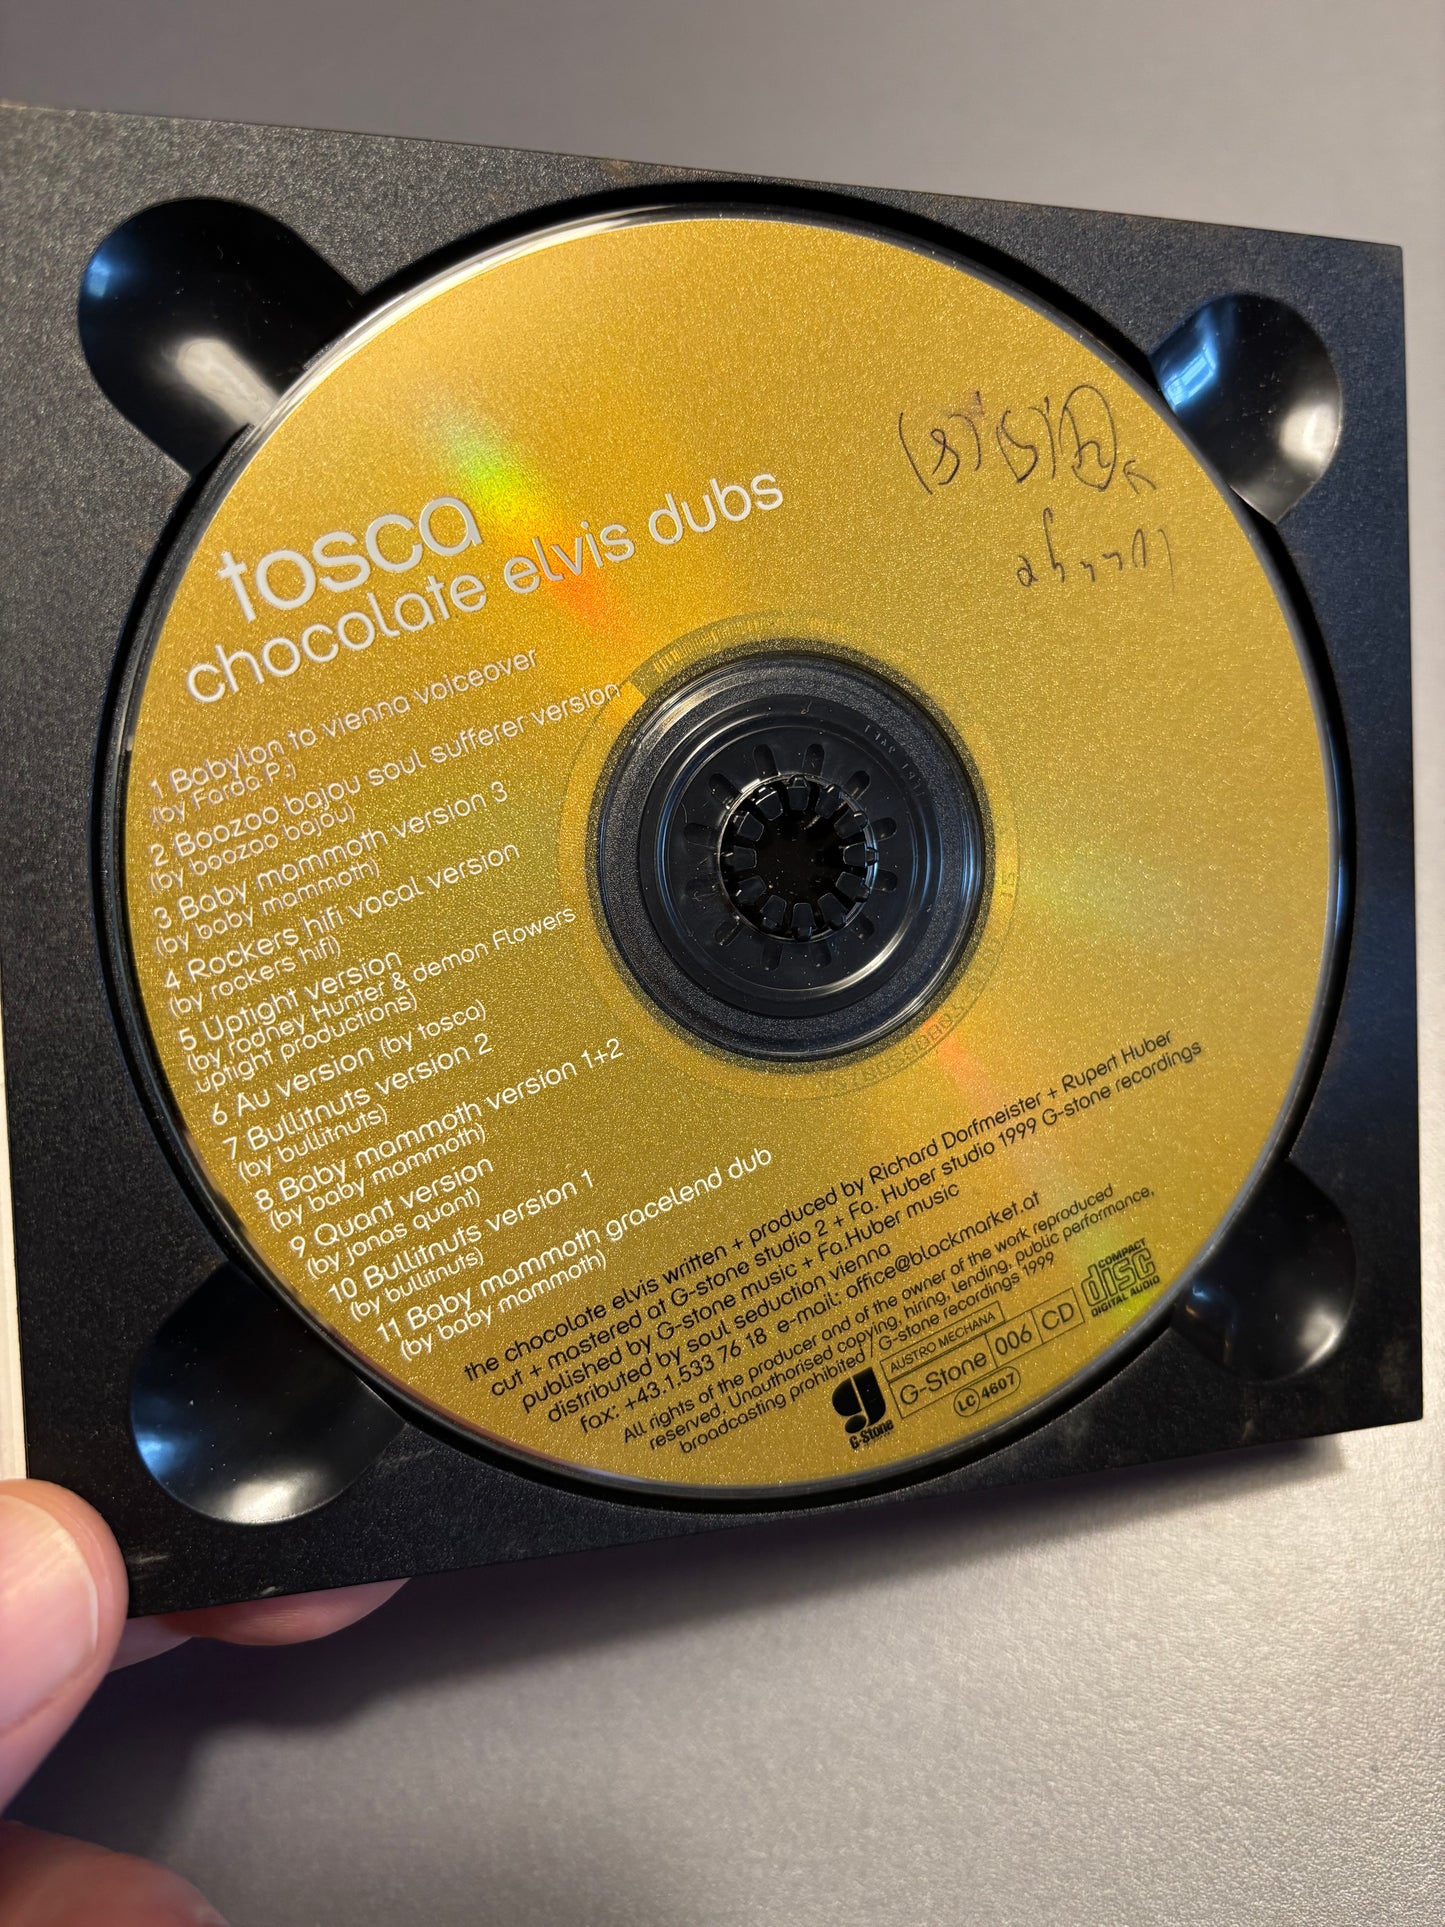 tosca
chocolate elvis dubs
1 Babylon to vienna voiceover
(by Farda P:)
2 Boozoo bajou soul sufferer version
(by boozoo bajou)
3 Baby mammoth version 3
(by baby mammoth)
4 Rockers hifi vocal version
(by rockers hifi)
5 Uptight version
(by rodney Hunter & demon Flowers
uptight productions)
6 Au version (by tosca)
7 Bullitnuts version 2
(by bullitnuts)
8 Baby mammoth version 1+2
(by baby mammoth)
9 Quant version
(by jonas quant)
10 Bullitnuts version 1
(by bullitnuts)
11 Baby mammoth gracelend dub
(by baby mammoth)
the chocolate elvis written + produced by Richard Dorfmeister + Rupert Huber
cut + mastered at G-stone studio 2 + Fa. Huber studio 1999 G-stone recordings
published by G-stone music + Fa.Huber music
distributed by soul seduction vienna
fax: +43.1.533 76 18 e-mail: office@blackmarket.at
All rights of the producer and of the owner of the work reproduced
reserved. Unauthorised copying, hiring, lending, public performance,
broadcasting prohibited / G-stone recordings 1999
G-Stone
AUSTRO MECHANA
G-Stone 006 CD
LC 4607
COMPACT
disc
DIGITAL AUDIO